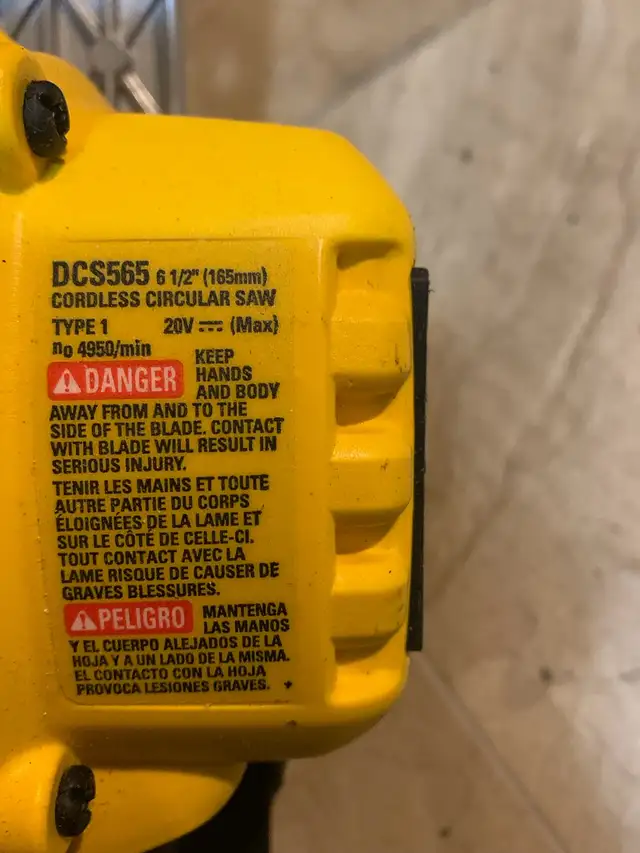 DCS565 6 1/2" (165mm)
CORDLESS CIRCULAR SAW
TYPE 1 20V ⎓ (Max)
n₀ 4950/min
⚠DANGER KEEP
HANDS
AND BODY
AWAY FROM AND TO THE
SIDE OF THE BLADE. CONTACT
WITH BLADE WILL RESULT IN
SERIOUS INJURY.
TENIR LES MAINS ET TOUTE
AUTRE PARTIE DU CORPS
ÉLOIGNÉES DE LA LAME ET
SUR LE CÔTÉ DE CELLE-CI.
TOUT CONTACT AVEC LA
LAME RISQUE DE CAUSER DE
GRAVES BLESSURES.
⚠PELIGRO MANTENGA
LAS MANOS
Y EL CUERPO ALEJADOS DE LA
HOJA Y A UN LADO DE LA MISMA.
EL CONTACTO CON LA HOJA
PROVOCA LESIONES GRAVES.